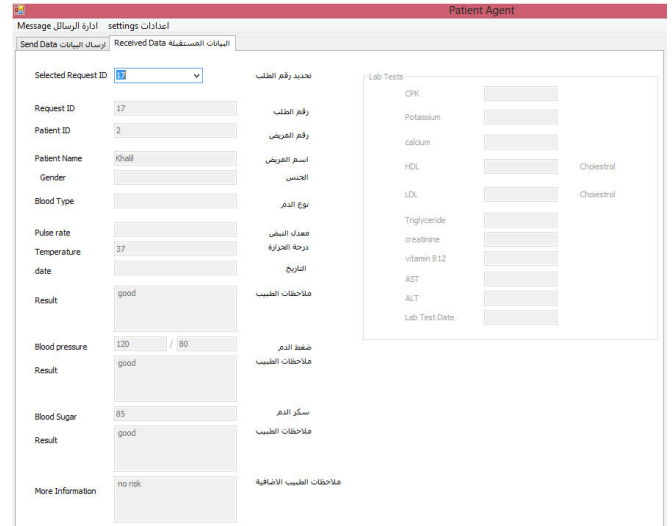 Patient Agent
Message ادارة الرسائل settings اعدادات
Send Data ارسال البيانات Received Data البيانات المستقبلة
Selected Request ID 17 تحديد رقم الطلب
Request ID 17 رقم الطلب
Patient ID 2 رقم المريض
Patient Name Khalil اسم المريض
Gender الجنس
Blood Type نوع الدم
Pulse rate معدل النبض
Temperature 37 درجة الحرارة
date التاريخ
Result good ملاحظات الطبيب
Blood pressure 120 / 80 ضغط الدم
Result good ملاحظات الطبيب
Blood Sugar 85 سكر الدم
Result good ملاحظات الطبيب
More Information no risk ملاحظات الطبيب الاضافية
Lab Tests
CPK
Potassium
calcium
HDL Cholestrol
LDL Cholestrol
Triglyceride
creatinine
vitamin B12
AST
ALT
Lab Test Date